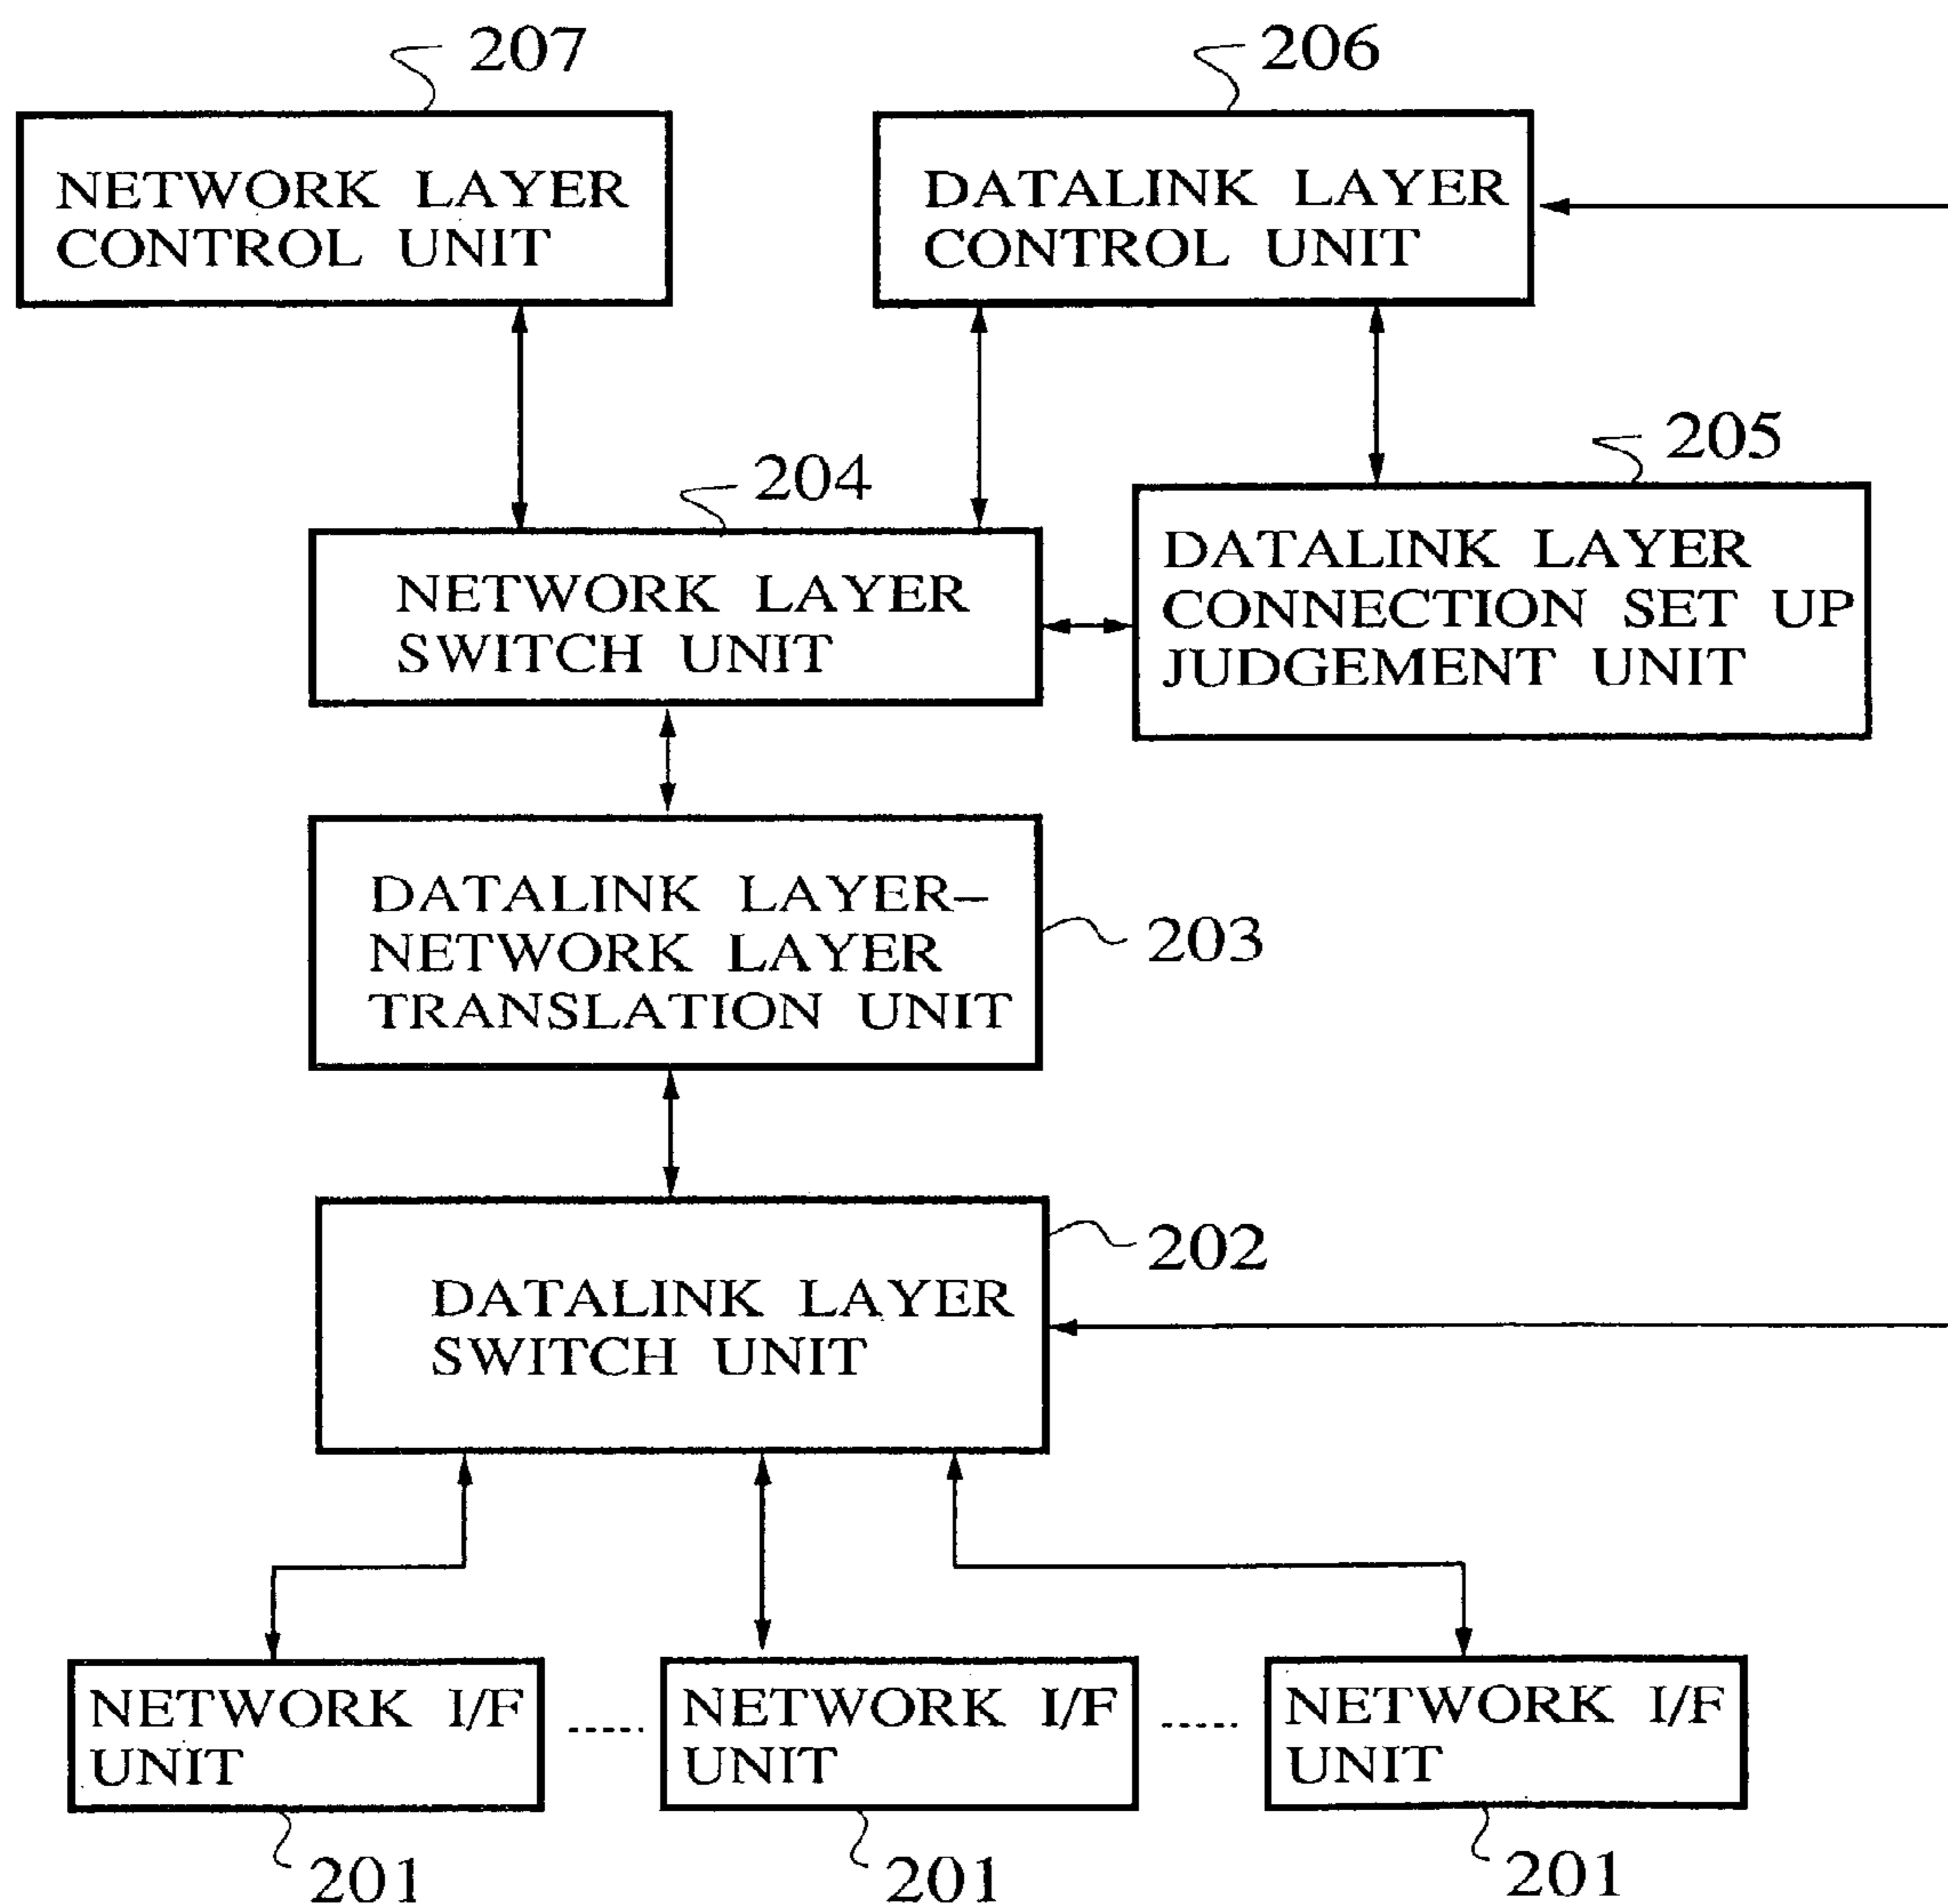 207
206
NETWORK LAYER
CONTROL UNIT
DATALINK LAYER
CONTROL UNIT
205
204
DATALINK LAYER
CONNECTION SET UP
JUDGEMENT UNIT
NETWORK LAYER
SWITCH UNIT
DATALINK LAYER–
NETWORK LAYER
TRANSLATION UNIT
203
202
DATALINK LAYER
SWITCH UNIT
NETWORK I/F
UNIT
NETWORK I/F
UNIT
NETWORK I/F
UNIT
201
201
201